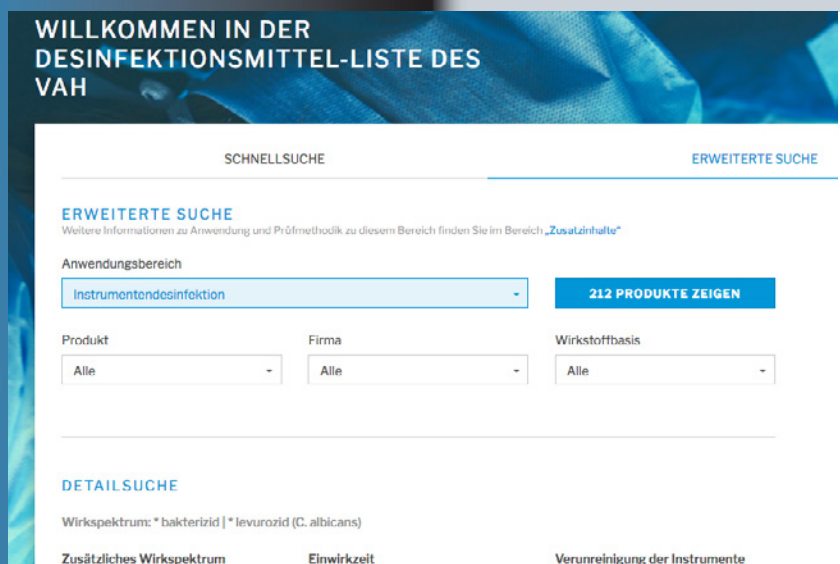 WILLKOMMEN IN DER
DESINFEKTIONSMITTEL-LISTE DES
VAH
SCHNELLSUCHE
ERWEITERTE SUCHE
ERWEITERTE SUCHE
Weitere Informationen zu Anwendung und Prüfmethodik zu diesem Bereich finden Sie im Bereich „Zusatzinhalte“
Anwendungsbereich
Instrumentendesinfektion
212 PRODUKTE ZEIGEN
Produkt
Firma
Wirkstoffbasis
Alle
Alle
Alle
DETAILSUCHE
Wirkspektrum: * bakterizid | * levurozid (C. albicans)
Zusätzliches Wirkspektrum
Einwirkzeit
Verunreinigung der Instrumente